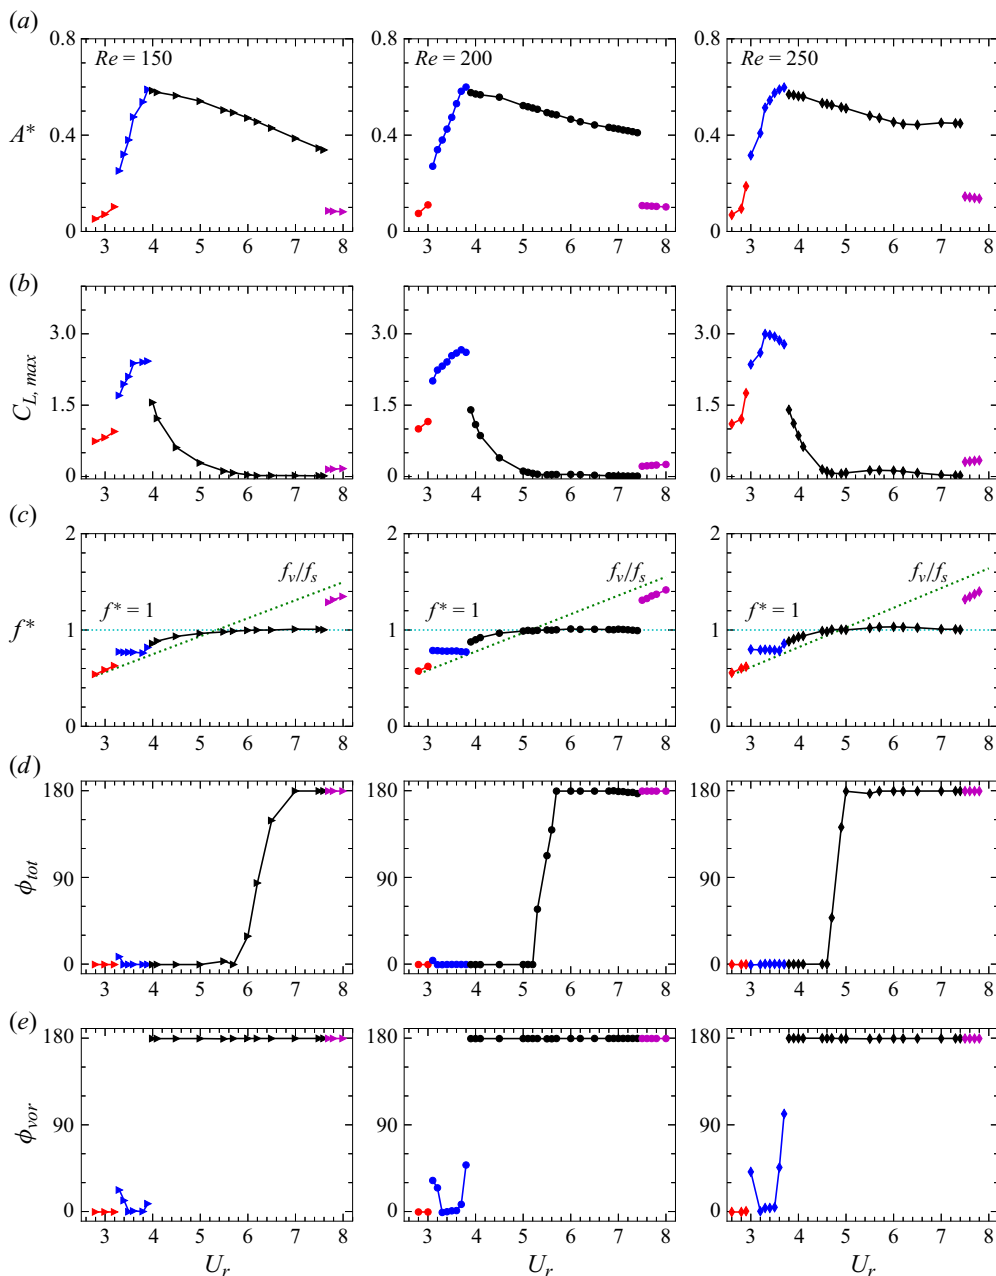 (a)
Re = 150 Re = 200 Re = 250
A*
0.8 0.8 0.8
0.4 0.4 0.4
0 0 0
3 4 5 6 7 8 3 4 5 6 7 8 3 4 5 6 7 8
(b)
C_{L, max}
3.0 3.0 3.0
1.5 1.5 1.5
0 0 0
3 4 5 6 7 8 3 4 5 6 7 8 3 4 5 6 7 8
(c)
f*
2 2 2
f_v/f_s f_v/f_s f_v/f_s
f* = 1 f* = 1 f* = 1
1 1 1
0 0 0
3 4 5 6 7 8 3 4 5 6 7 8 3 4 5 6 7 8
(d)
ϕ_{tot}
180 180 180
90 90 90
0 0 0
3 4 5 6 7 8 3 4 5 6 7 8 3 4 5 6 7 8
(e)
ϕ_{vor}
180 180 180
90 90 90
0 0 0
3 4 5 6 7 8 3 4 5 6 7 8 3 4 5 6 7 8
U_r U_r U_r